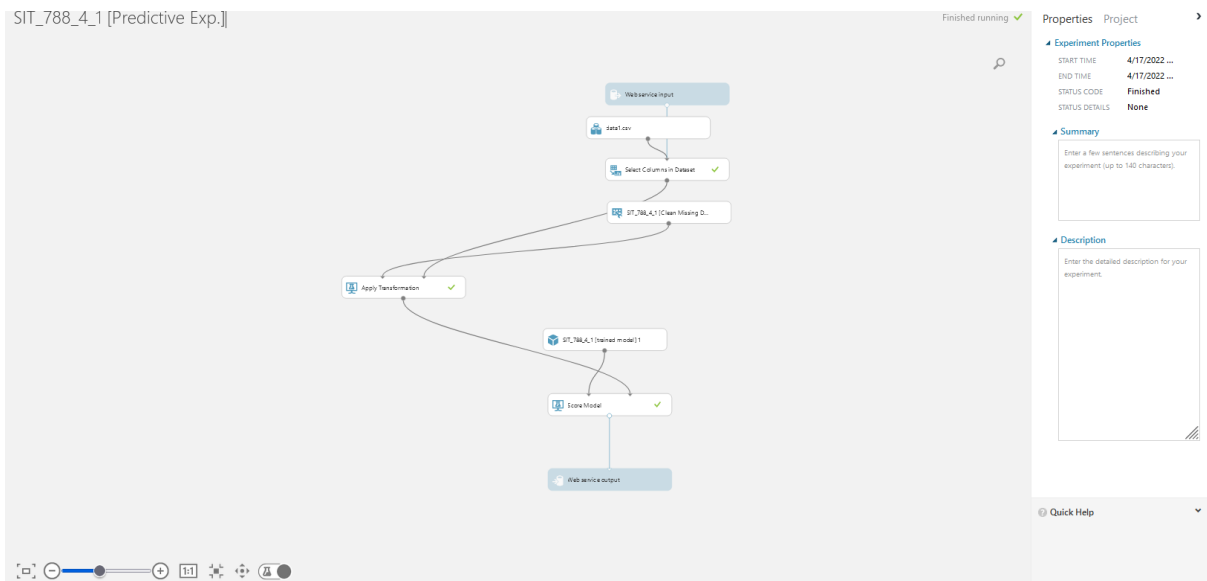 SIT_788_4_1 [Predictive Exp.]
Finished running
Properties Project
Experiment Properties
START TIME 4/17/2022 ...
END TIME 4/17/2022 ...
STATUS CODE Finished
STATUS DETAILS None
Summary
Enter a few sentences describing your
experiment (up to 140 characters).
Description
Enter the detailed description for your
experiment.
Quick Help
Web service input
data1.csv
Select Columns in Dataset
SIT_788_4_1 [Clean Missing D...
Apply Transformation
SIT_788_4_1 [trained model] 1
Score Model
Web service output
1:1